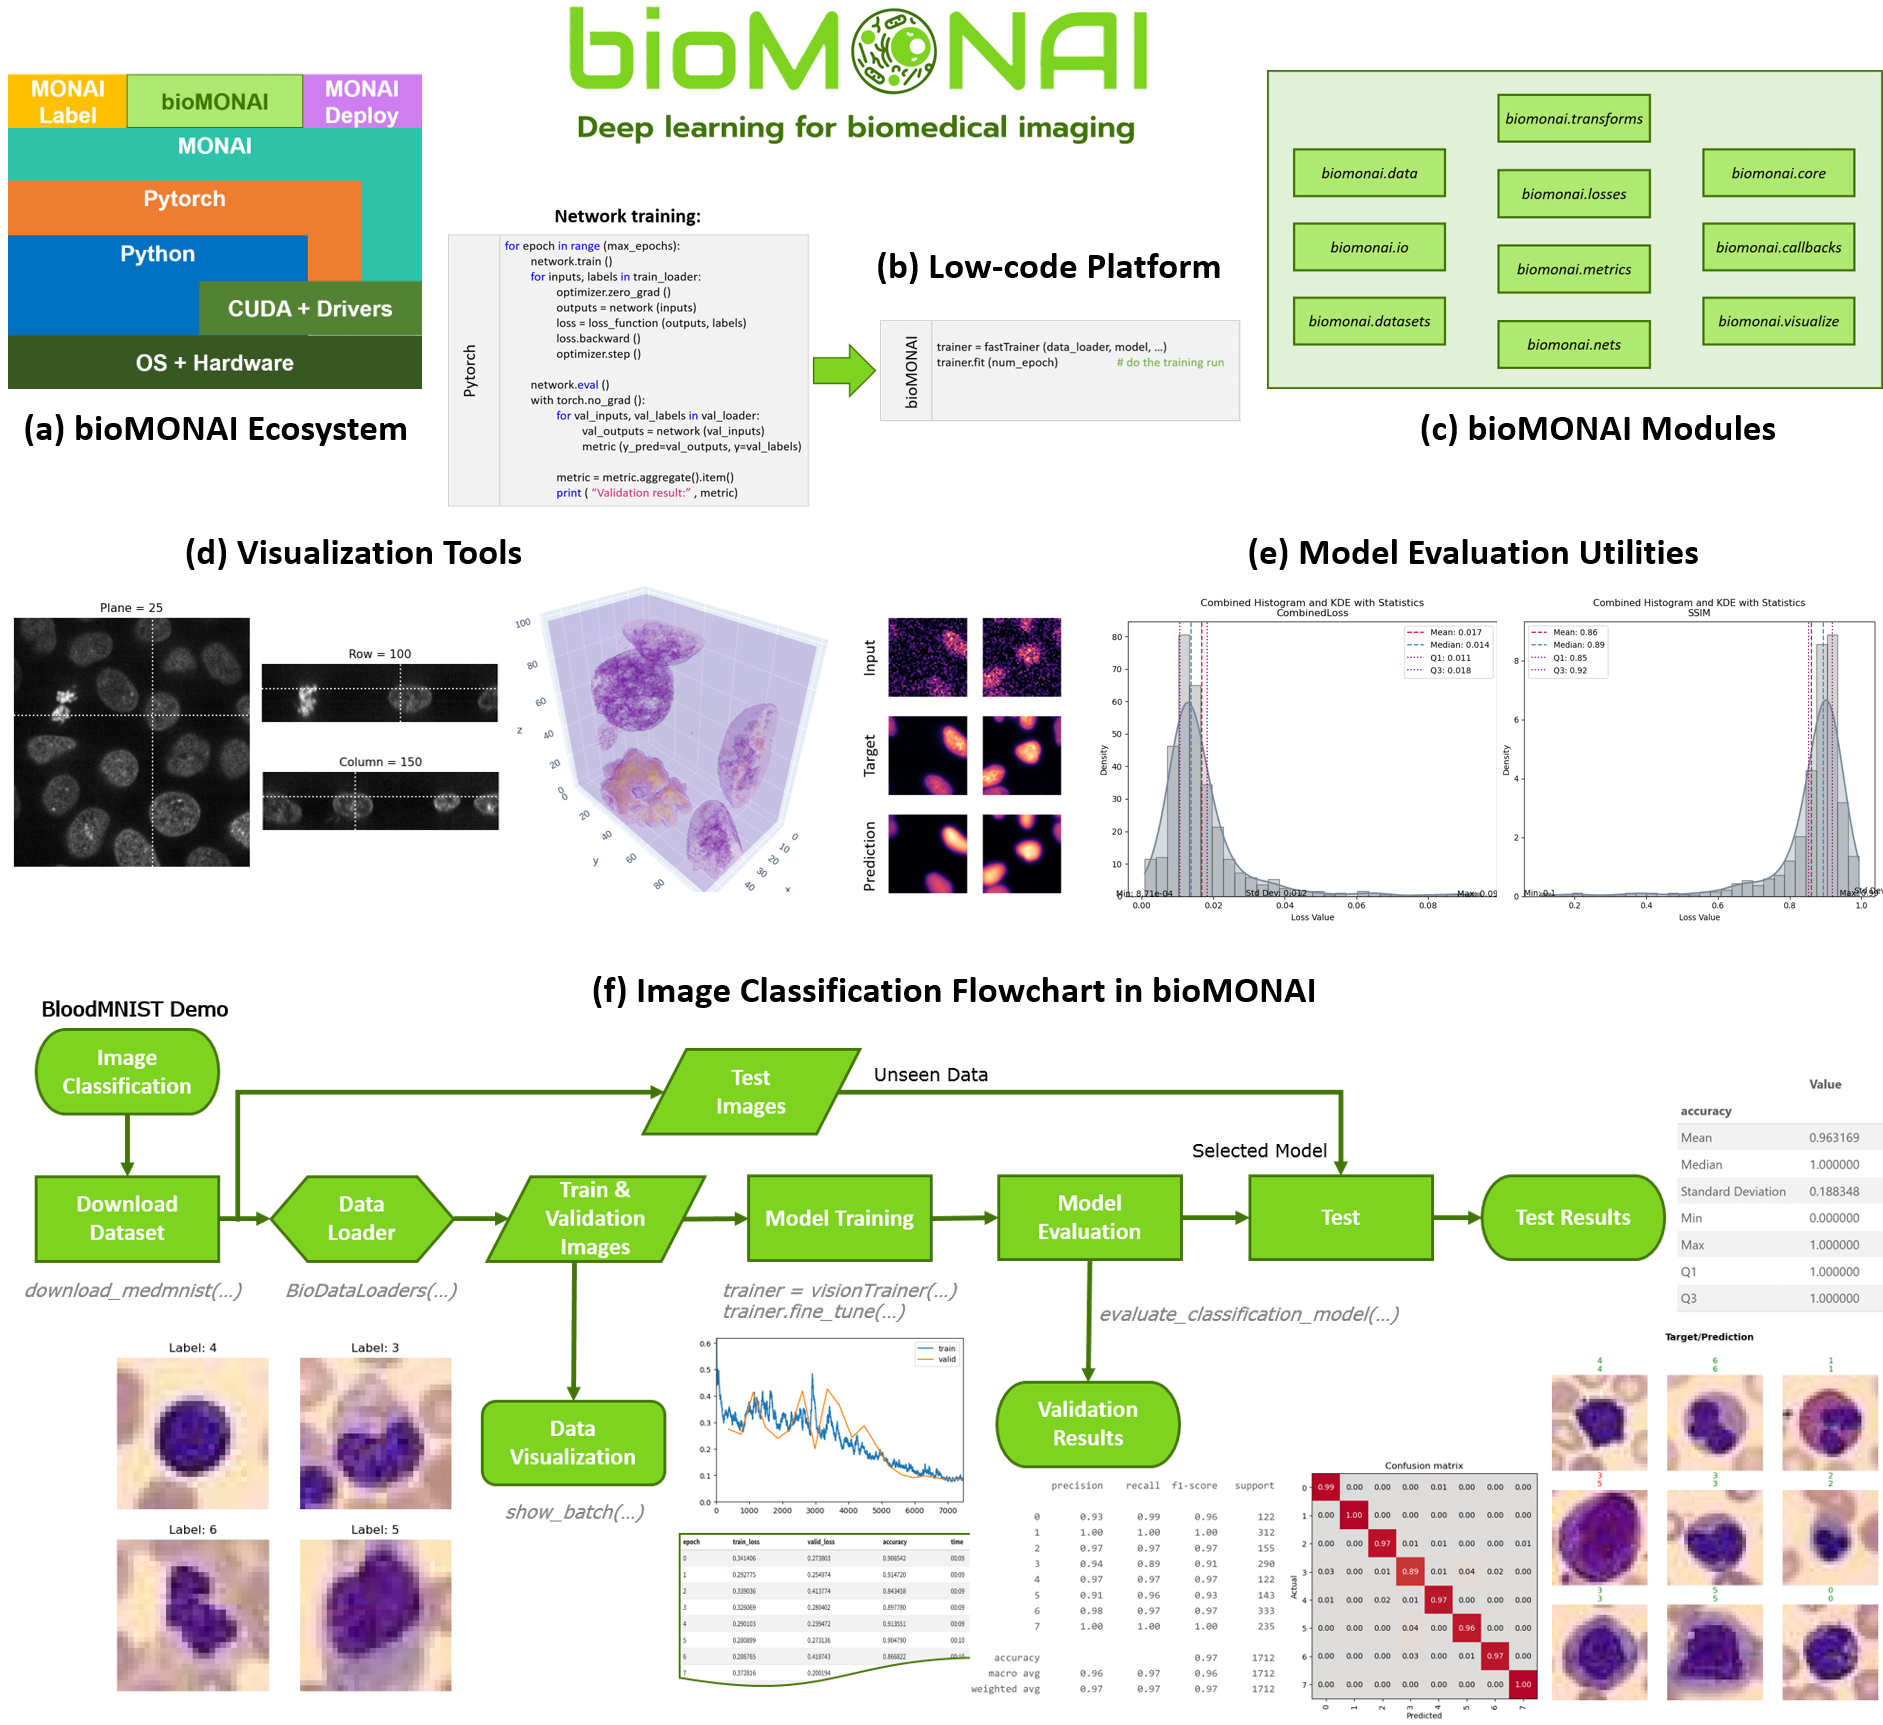 bioMONAI
Deep learning for biomedical imaging
MONAI
Label
bioMONAI
MONAI
Deploy
MONAI
Pytorch
Python
CUDA + Drivers
OS + Hardware
(a) bioMONAI Ecosystem
Network training:
Pytorch
for epoch in range (max_epochs):
network.train ()
for inputs, labels in train_loader:
optimizer.zero_grad ()
outputs = network (inputs)
loss = loss_function (outputs, labels)
loss.backward ()
optimizer.step ()
network.eval ()
with torch.no_grad ():
for val_inputs, val_labels in val_loader:
val_outputs = network (val_inputs)
metric (y_pred=val_outputs, y=val_labels)
metric = metric.aggregate().item()
print ( “Validation result:” , metric)
(b) Low-code Platform
bioMONAI
trainer = fastTrainer (data_loader, model, ...)
trainer.fit (num_epoch) # do the training run
biomonai.transforms
biomonai.data
biomonai.core
biomonai.losses
biomonai.io
biomonai.callbacks
biomonai.metrics
biomonai.datasets
biomonai.visualize
biomonai.nets
(c) bioMONAI Modules
(d) Visualization Tools
Plane = 25
Row = 100
Column = 150
100
80
60
40
20
0
z
0
20
40
60
80
y
0
10
20
30
40
x
Input
Target
Prediction
(e) Model Evaluation Utilities
Combined Histogram and KDE with Statistics
CombinedLoss
Mean: 0.017
Median: 0.014
Q1: 0.011
Q3: 0.018
Density
80
70
60
50
40
30
20
10
0
Min: 8.71e-04
Std Dev: 0.012
Max: 0.09
0.00 0.02 0.04 0.06 0.08
Loss Value
Combined Histogram and KDE with Statistics
SSIM
Mean: 0.86
Median: 0.89
Q1: 0.85
Q3: 0.92
Density
8
6
4
2
0
Min: 0.1
Max: 0.99
Std Dev
0.2 0.4 0.6 0.8 1.0
Loss Value
(f) Image Classification Flowchart in bioMONAI
BloodMNIST Demo
Image
Classification
Test
Images
Unseen Data
Selected Model
Download
Dataset
Data
Loader
Train &
Validation
Images
Model Training
Model
Evaluation
Test
Test Results
download_medmnist(...)
BioDataLoaders(...)
trainer = visionTrainer(...)
trainer.fine_tune(...)
evaluate_classification_model(...)
Value
accuracy
Mean 0.963169
Median 1.000000
Standard Deviation 0.188348
Min 0.000000
Max 1.000000
Q1 1.000000
Q3 1.000000
Label: 4
Label: 3
Label: 6
Label: 5
Data
Visualization
show_batch(...)
train
valid
0.6
0.5
0.4
0.3
0.2
0.1
0.0
0 1000 2000 3000 4000 5000 6000 7000
epoch train_loss valid_loss accuracy time
0 0.341406 0.273803 0.906542 00:09
1 0.292775 0.254974 0.914720 00:09
2 0.339036 0.413774 0.843458 00:09
3 0.326069 0.280402 0.897780 00:09
4 0.290103 0.239472 0.913551 00:09
5 0.280899 0.273136 0.904790 00:10
6 0.286765 0.418743 0.866822
7 0.372816 0.200194
Validation
Results
precision recall f1-score support
0 0.93 0.99 0.96 122
1 1.00 1.00 1.00 312
2 0.97 0.97 0.97 155
3 0.94 0.89 0.91 290
4 0.97 0.97 0.97 122
5 0.91 0.96 0.93 143
6 0.98 0.97 0.97 333
7 1.00 1.00 1.00 235
accuracy 0.97 1712
macro avg 0.96 0.97 0.96 1712
weighted avg 0.97 0.97 0.97 1712
Confusion matrix
Actual
0 0.99 0.00 0.00 0.00 0.01 0.00 0.00 0.00
1 0.00 1.00 0.00 0.00 0.00 0.00 0.00 0.00
2 0.00 0.00 0.97 0.01 0.01 0.00 0.00 0.01
3 0.03 0.00 0.01 0.89 0.01 0.04 0.02 0.00
4 0.01 0.00 0.02 0.01 0.97 0.00 0.00 0.00
5 0.00 0.00 0.00 0.04 0.00 0.96 0.00 0.00
6 0.00 0.00 0.00 0.03 0.00 0.01 0.97 0.00
7 0.00 0.00 0.00 0.00 0.00 0.00 0.00 1.00
0 1 2 3 4 5 6 7
Predicted
Target/Prediction
4 6 1
4 6 1
3 3 2
5 3 2
3 5 0
3 5 0